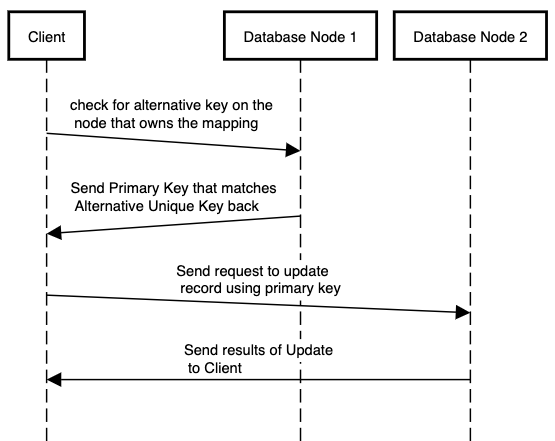 Client
Database Node 1
Database Node 2
check for alternative key on the
node that owns the mapping
Send Primary Key that matches
Alternative Unique Key back
Send request to update
record using primary key
Send results of Update
to Client